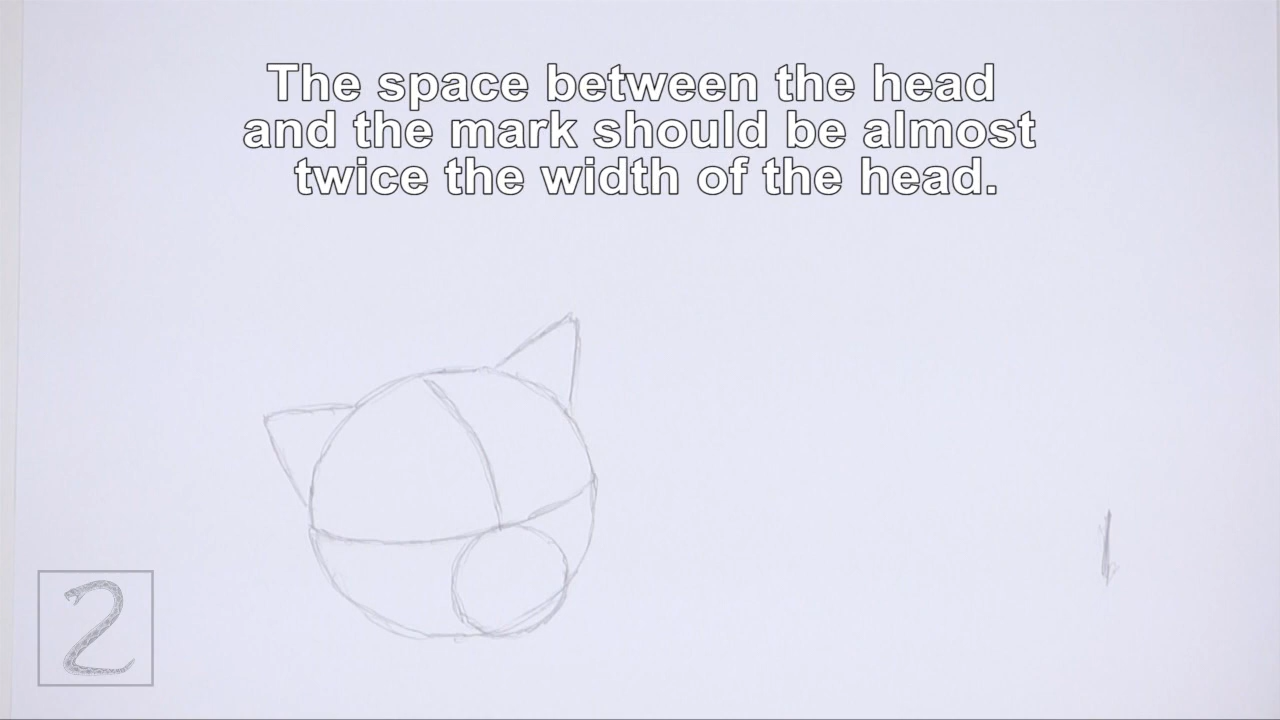 The space between the head
and the mark should be almost
twice the width of the head.
2